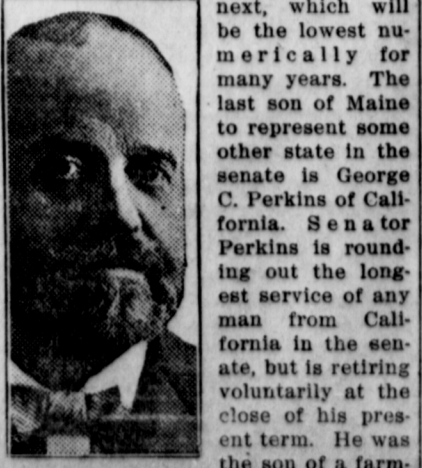 next, which will
be the lowest nu-
merically for
many years. The
last son of Maine
to represent some
other state in the
senate is George
C. Perkins of Cali-
fornia. Senator
Perkins is round-
ing out the long-
est service of any
man from Cali-
fornia in the sen-
ate, but is retiring
voluntarily at the
close of his pres-
ent term. He was
the son of a farm-